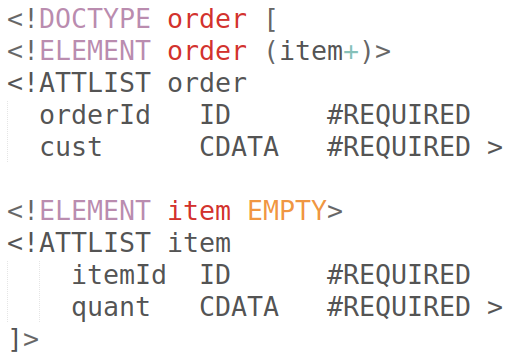 <!DOCTYPE order [
<!ELEMENT order (item+)>
<!ATTLIST order
  orderId   ID      #REQUIRED
  cust      CDATA   #REQUIRED >

<!ELEMENT item EMPTY>
<!ATTLIST item
    itemId  ID      #REQUIRED
    quant   CDATA   #REQUIRED >
]>